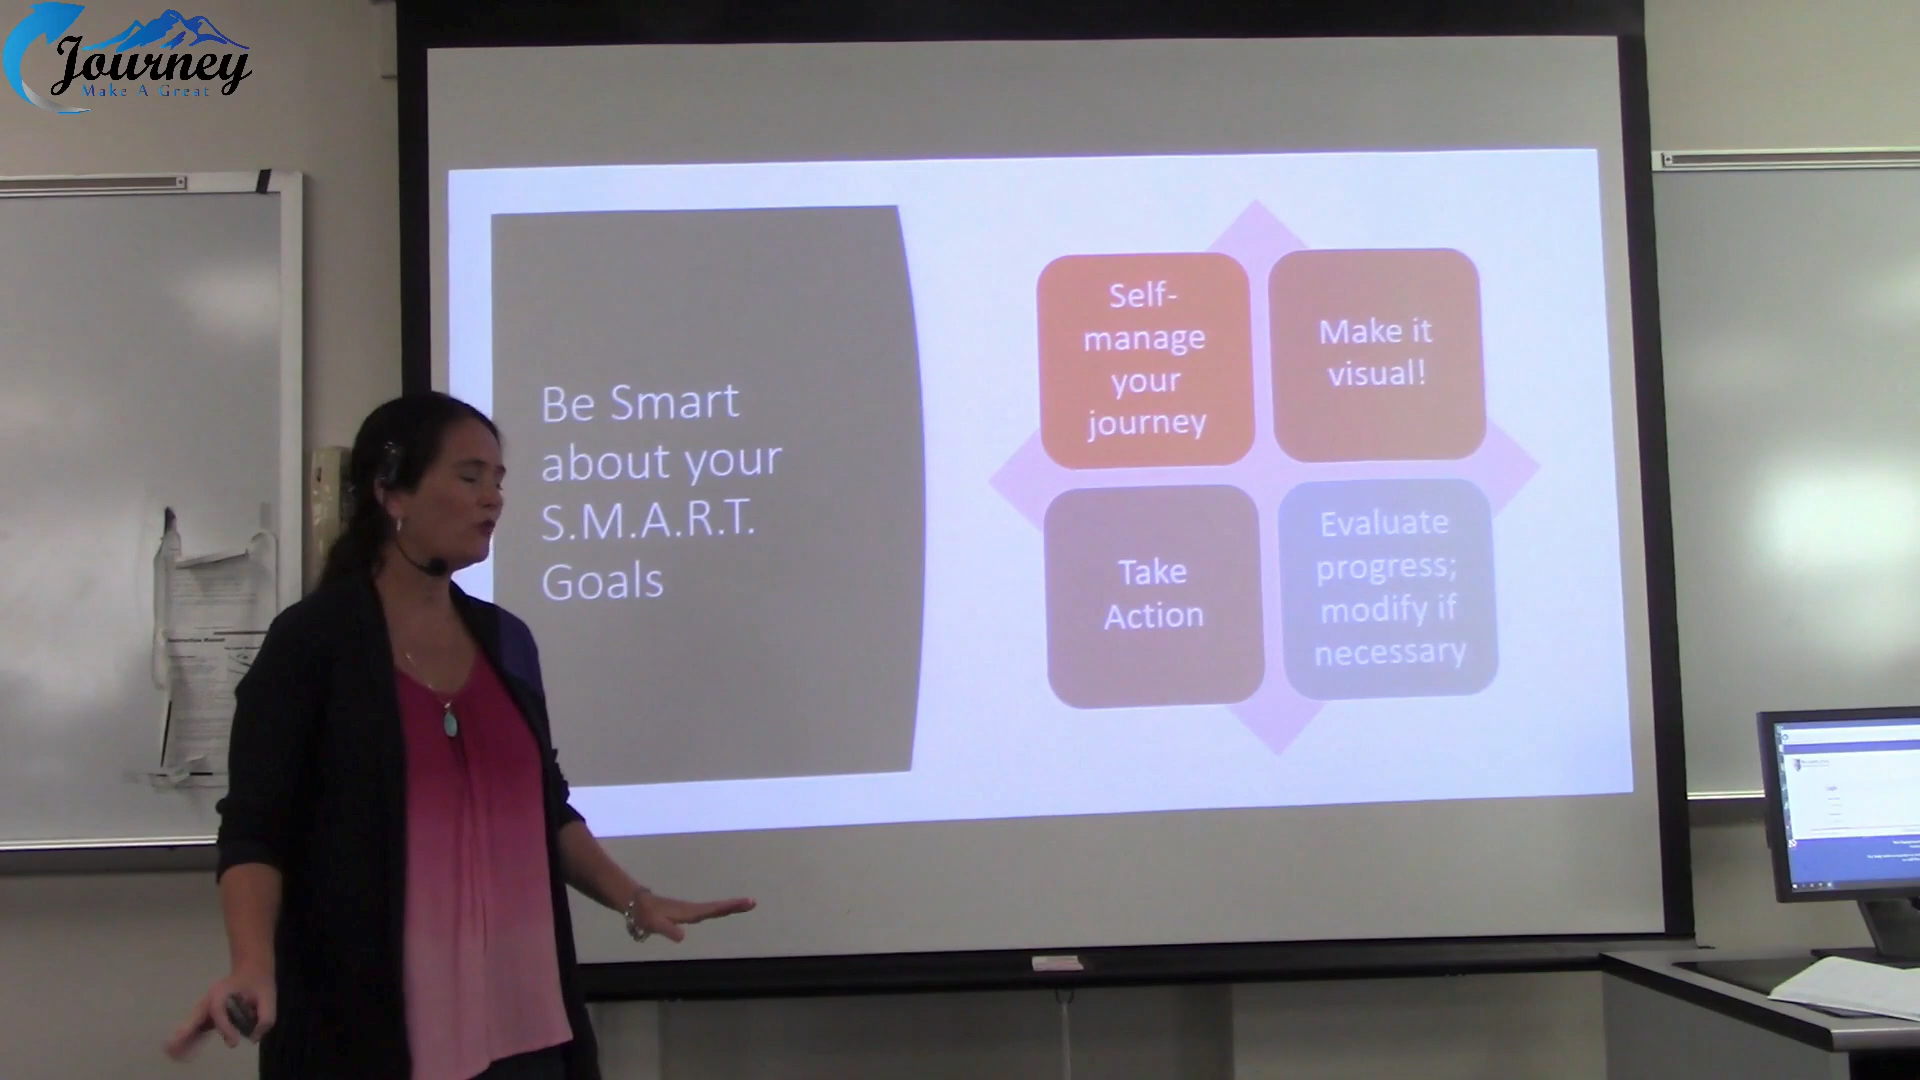 Journey
Make A Great
Be Smart
about your
S.M.A.R.T.
Goals
Self-
manage
your
journey
Make it
visual!
Take
Action
Evaluate
progress;
modify if
necessary